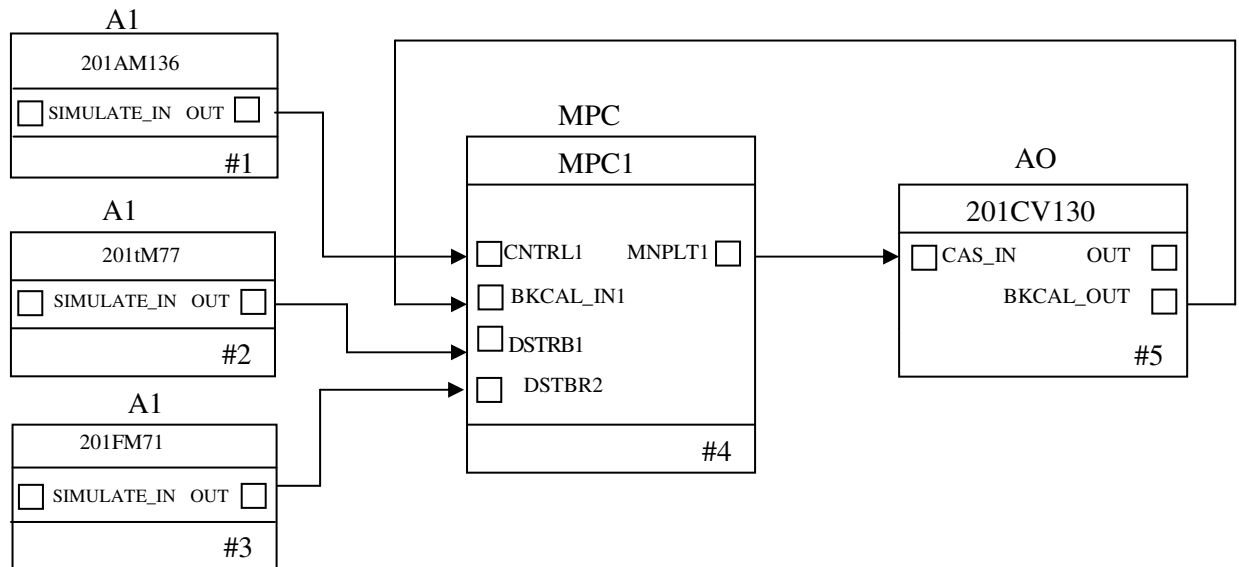 A1
201AM136
SIMULATE_IN OUT
#1
A1
201tM77
SIMULATE_IN OUT
#2
A1
201FM71
SIMULATE_IN OUT
#3
MPC
MPC1
CNTRL1 MNPLT1
BKCAL_IN1
DSTRB1
DSTBR2
#4
AO
201CV130
CAS_IN OUT
BKCAL_OUT
#5